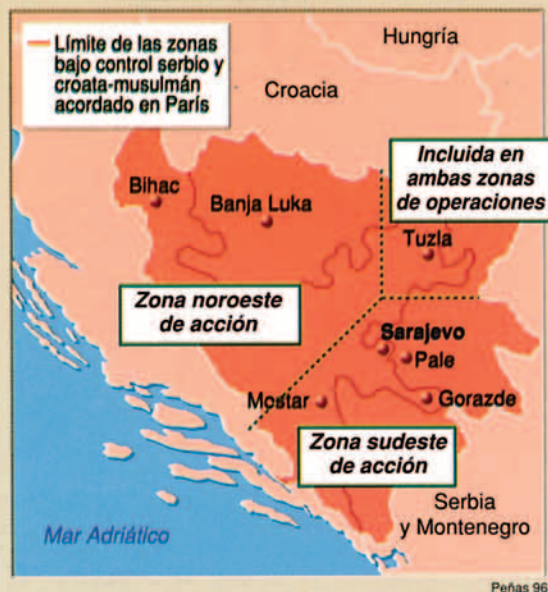 Límite de las zonas
bajo control serbio y
croata-musulmán
acordado en París
Hungría
Croacia
Incluida en
ambas zonas
de operaciones
Bihac
Banja Luka
Tuzla
Zona noroeste
de acción
Sarajevo
Pale
Mostar
Gorazde
Zona sudeste
de acción
Serbia
y Montenegro
Mar Adriático
Peñas 96